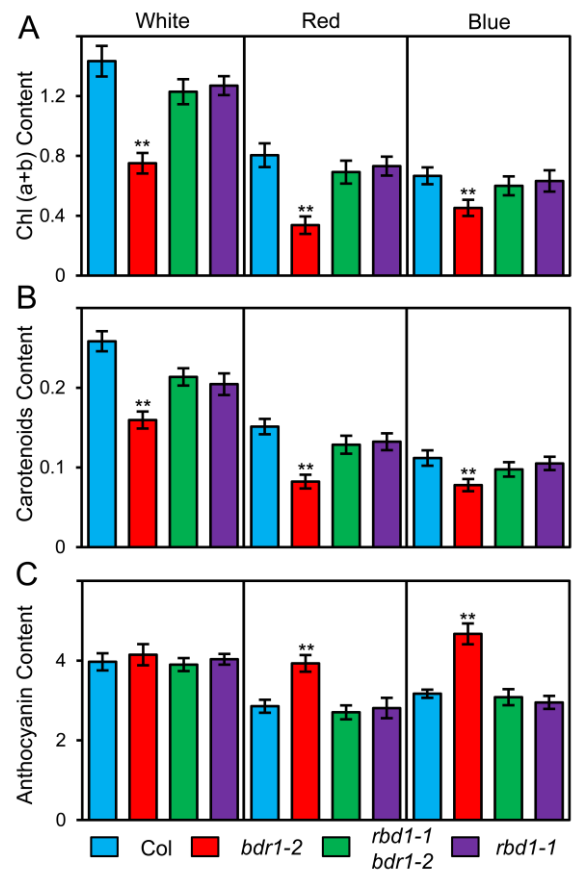 A
White Red Blue
Chl (a+b) Content
1.2
0.8
0.4
0
**
**
**
B
Carotenoids Content
0.2
0.1
0
**
**
**
C
Anthocyanin Content
4
2
0
**
**
Col bdr1-2 rbd1-1 bdr1-2 rbd1-1